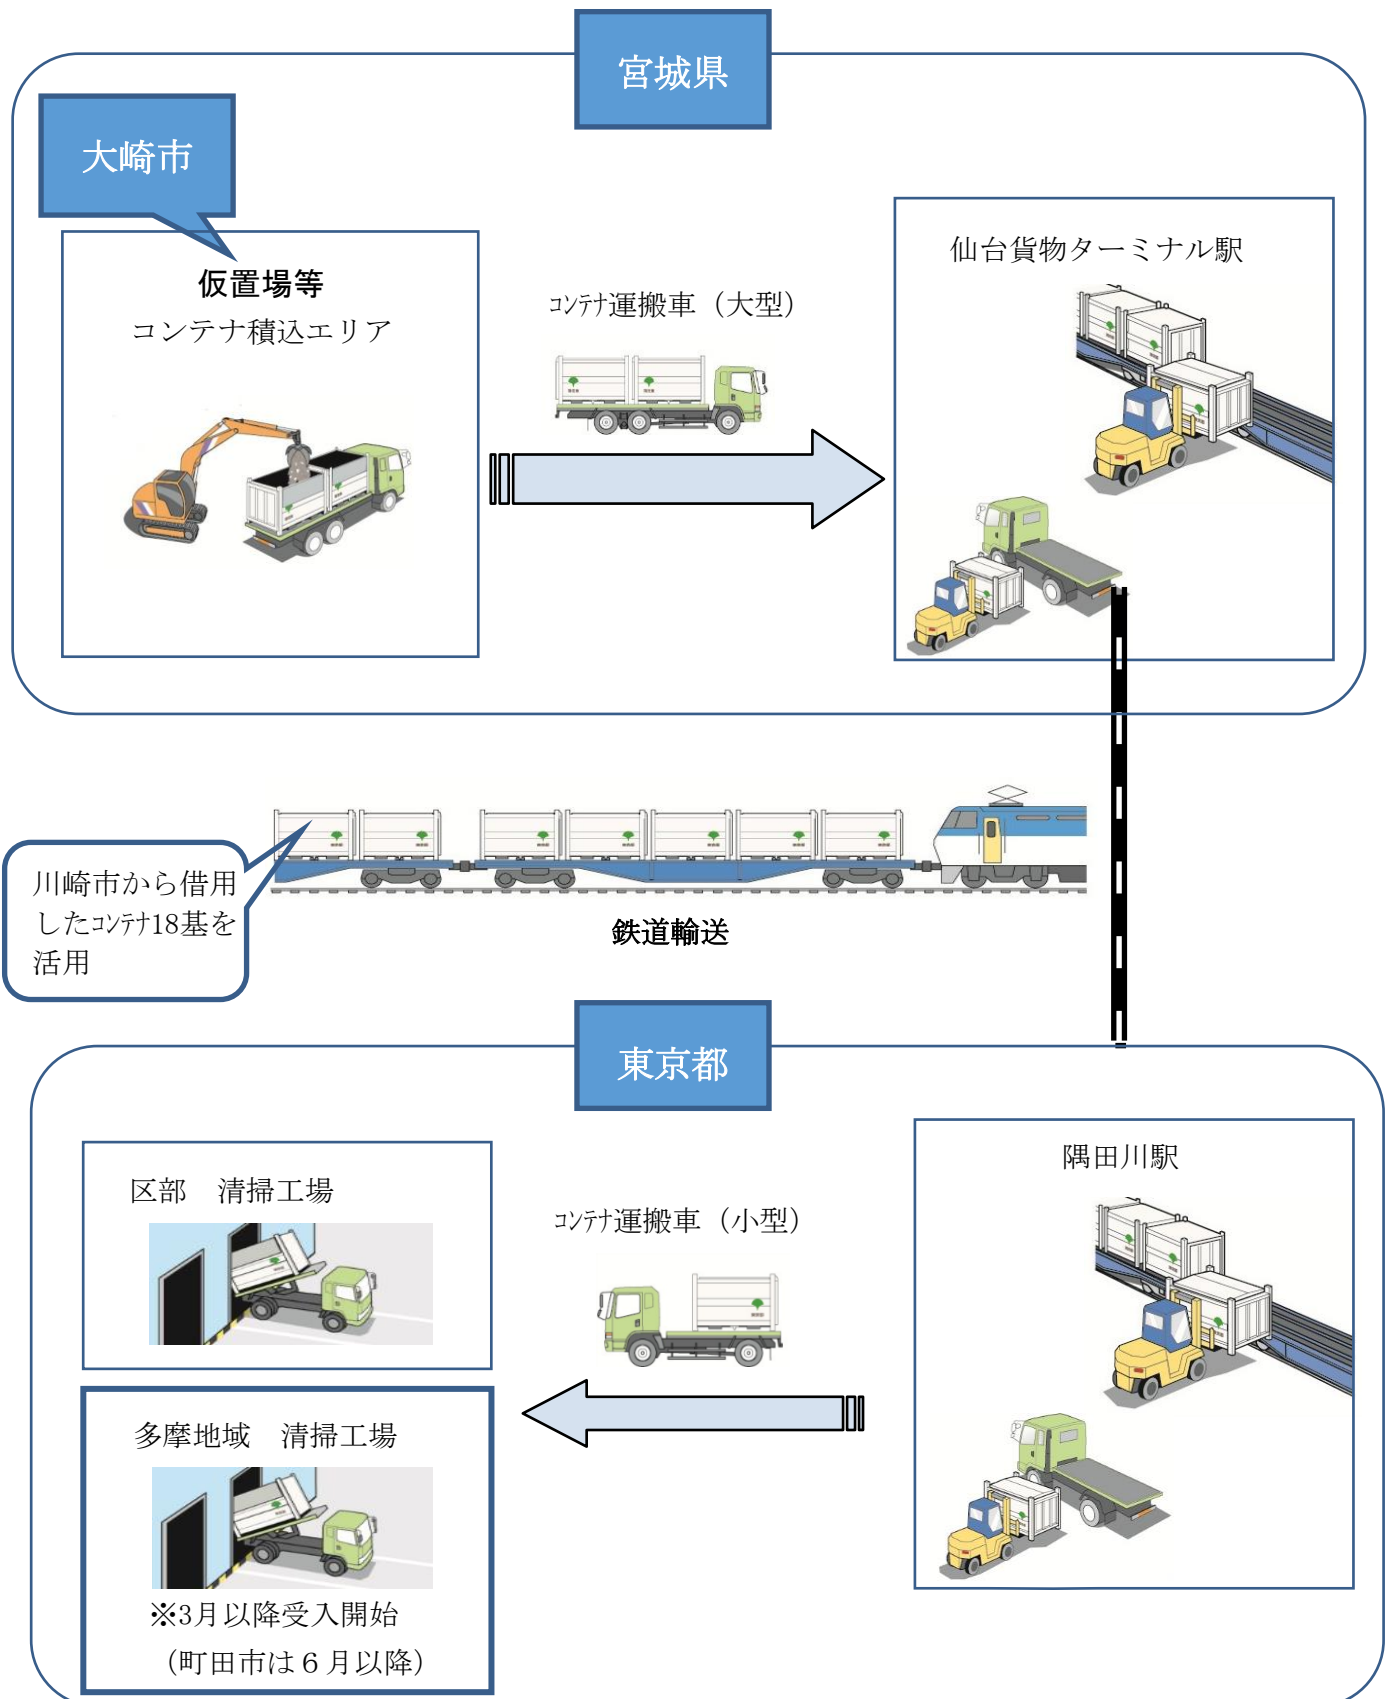 宮城県
大崎市
仮置場等
コンテナ積込エリア
コンテナ運搬車（大型）
仙台貨物ターミナル駅
川崎市から借用
したコンテナ18基を
活用
鉄道輸送
東京都
区部　清掃工場
コンテナ運搬車（小型）
隅田川駅
多摩地域　清掃工場
※3月以降受入開始
（町田市は６月以降）